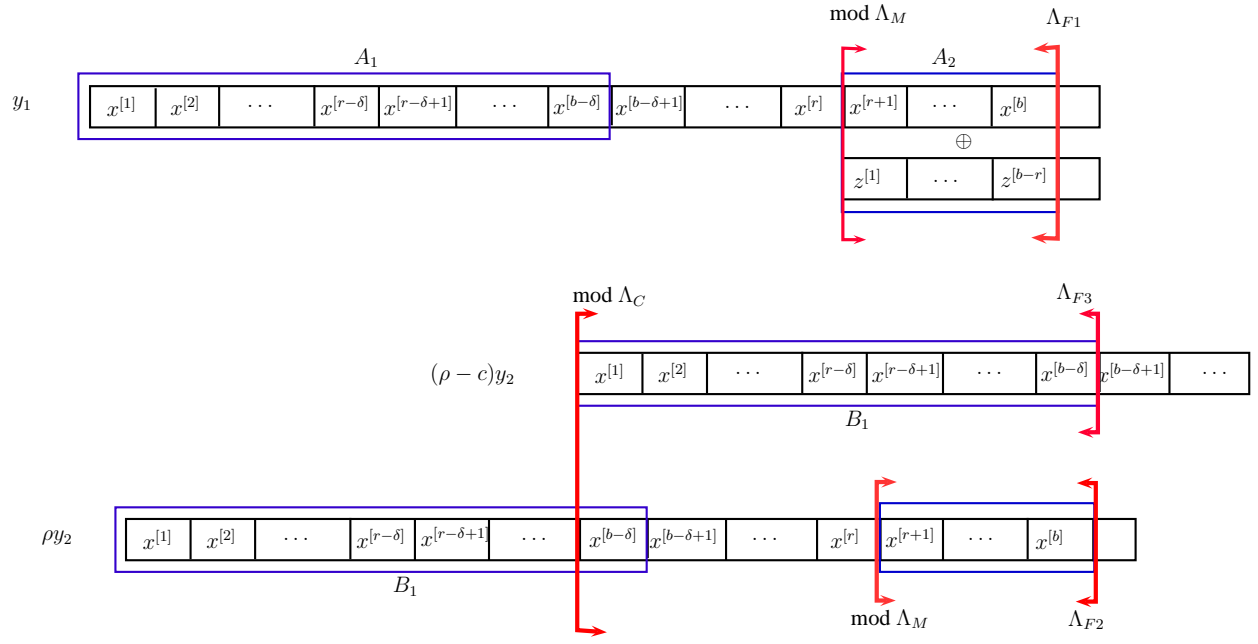 mod Λ_M Λ_{F1}
A_1 A_2
y_1 x^{[1]} x^{[2]} ⋯ x^{[r−δ]} x^{[r−δ+1]} ⋯ x^{[b−δ]} x^{[b−δ+1]} ⋯ x^{[r]} x^{[r+1]} ⋯ x^{[b]}
⊕
z^{[1]} ⋯ z^{[b−r]}
mod Λ_C Λ_{F3}
(ρ − c)y_2 x^{[1]} x^{[2]} ⋯ x^{[r−δ]} x^{[r−δ+1]} ⋯ x^{[b−δ]} x^{[b−δ+1]} ⋯
B_1
ρy_2 x^{[1]} x^{[2]} ⋯ x^{[r−δ]} x^{[r−δ+1]} ⋯ x^{[b−δ]} x^{[b−δ+1]} ⋯ x^{[r]} x^{[r+1]} ⋯ x^{[b]}
B_1
mod Λ_M Λ_{F2}